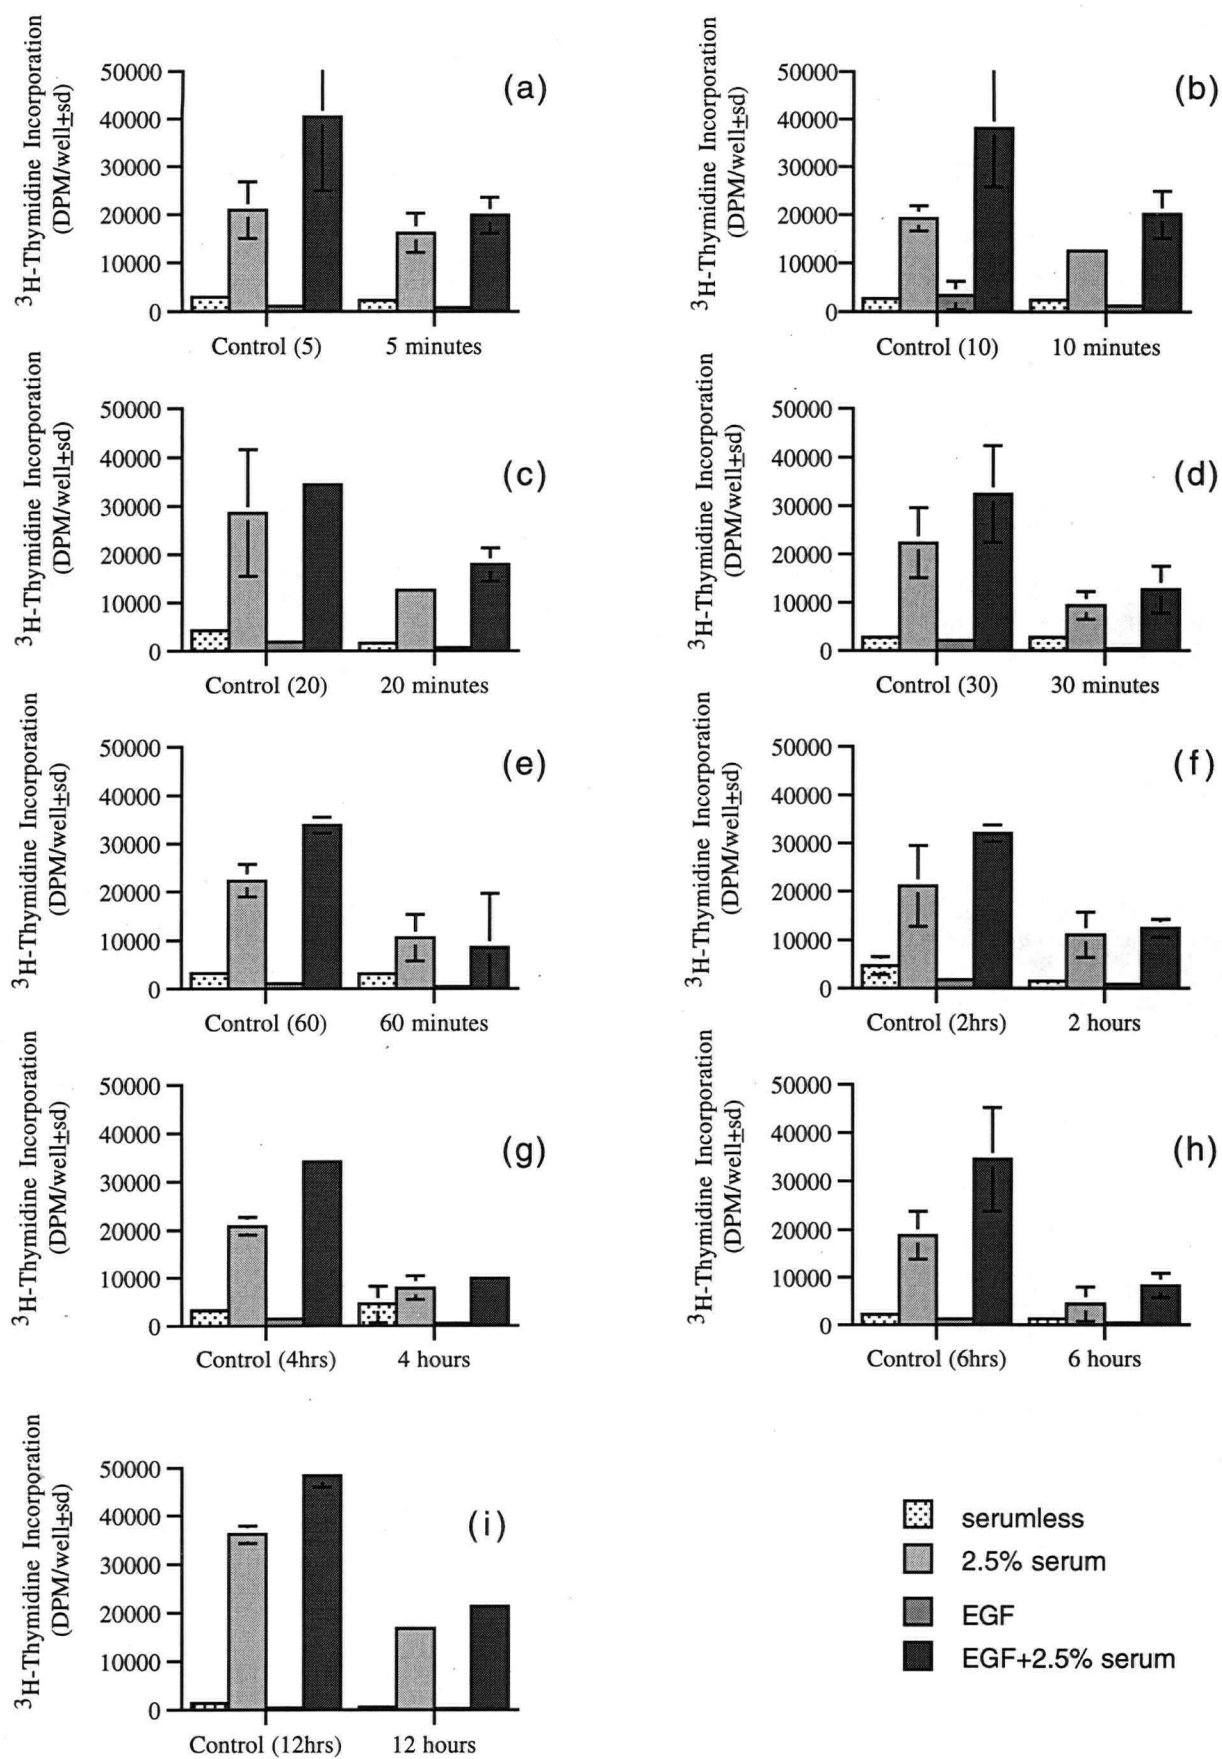 ³H-Thymidine Incorporation
(DPM/well±sd)
50000
40000
30000
20000
10000
0
(a)
Control (5) 5 minutes
³H-Thymidine Incorporation
(DPM/well±sd)
50000
40000
30000
20000
10000
0
(b)
Control (10) 10 minutes
³H-Thymidine Incorporation
(DPM/well±sd)
50000
40000
30000
20000
10000
0
(c)
Control (20) 20 minutes
³H-Thymidine Incorporation
(DPM/well±sd)
50000
40000
30000
20000
10000
0
(d)
Control (30) 30 minutes
³H-Thymidine Incorporation
(DPM/well±sd)
50000
40000
30000
20000
10000
0
(e)
Control (60) 60 minutes
³H-Thymidine Incorporation
(DPM/well±sd)
50000
40000
30000
20000
10000
0
(f)
Control (2hrs) 2 hours
³H-Thymidine Incorporation
(DPM/well±sd)
50000
40000
30000
20000
10000
0
(g)
Control (4hrs) 4 hours
³H-Thymidine Incorporation
(DPM/well±sd)
50000
40000
30000
20000
10000
0
(h)
Control (6hrs) 6 hours
³H-Thymidine Incorporation
(DPM/well±sd)
50000
40000
30000
20000
10000
0
(i)
Control (12hrs) 12 hours
serumless
2.5% serum
EGF
EGF+2.5% serum